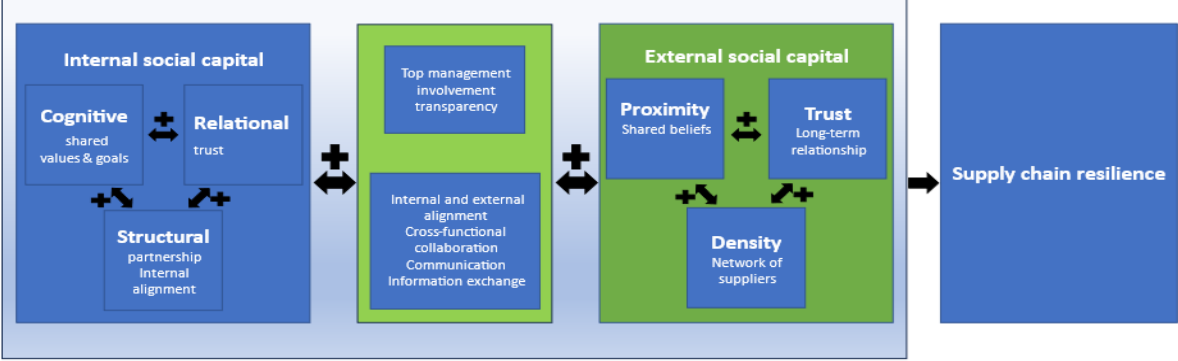 Internal social capital
Cognitive
shared
values & goals
Relational
trust
Structural
partnership
Internal
alignment
Top management
involvement
transparency
Internal and external
alignment
Cross-functional
collaboration
Communication
Information exchange
External social capital
Proximity
Shared beliefs
Trust
Long-term
relationship
Density
Network of
suppliers
Supply chain resilience